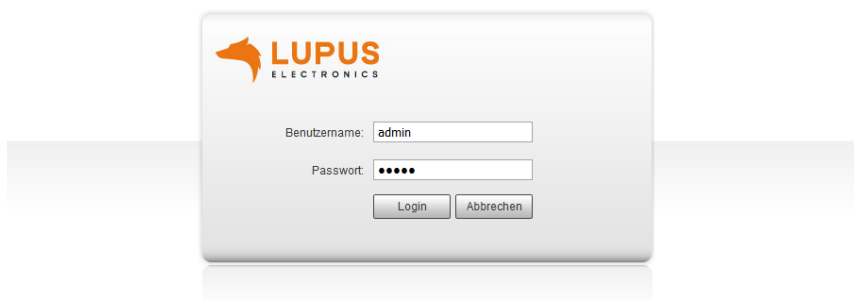 LUPUS
ELECTRONICS
Benutzername: admin
Passwort: •••••
Login Abbrechen